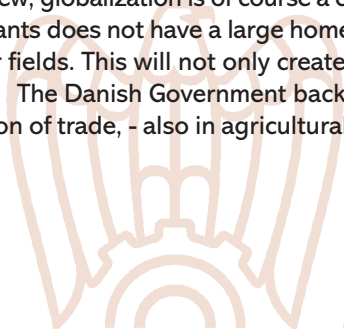 ew, globalization is of course a c
ants does not have a large home
r fields. This will not only create
The Danish Government back
on of trade, - also in agricultural